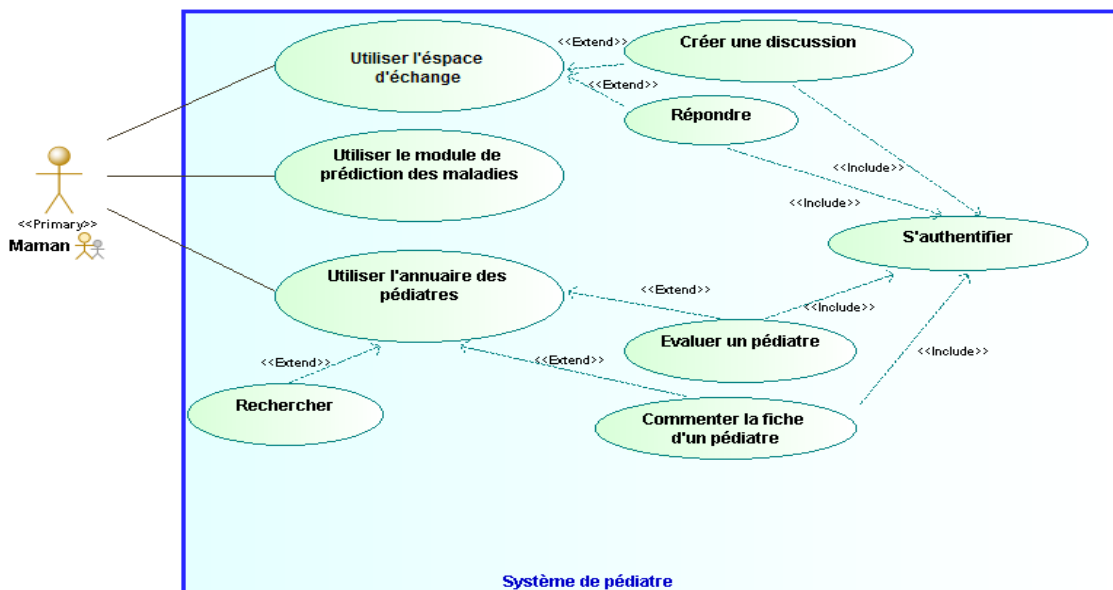 Utiliser l'éspace
d'échange
<<Extend>>
Créer une discussion
<<Extend>>
Répondre
Utiliser le module de
prédiction des maladies
<<Include>>
<<Include>>
<<Primary>>
Maman
S'authentifier
Utiliser l'annuaire des
pédiatres
<<Extend>>
<<Include>>
Evaluer un pédiatre
<<Include>>
<<Extend>>
<<Extend>>
Rechercher
Commenter la fiche
d'un pédiatre
Système de pédiatre